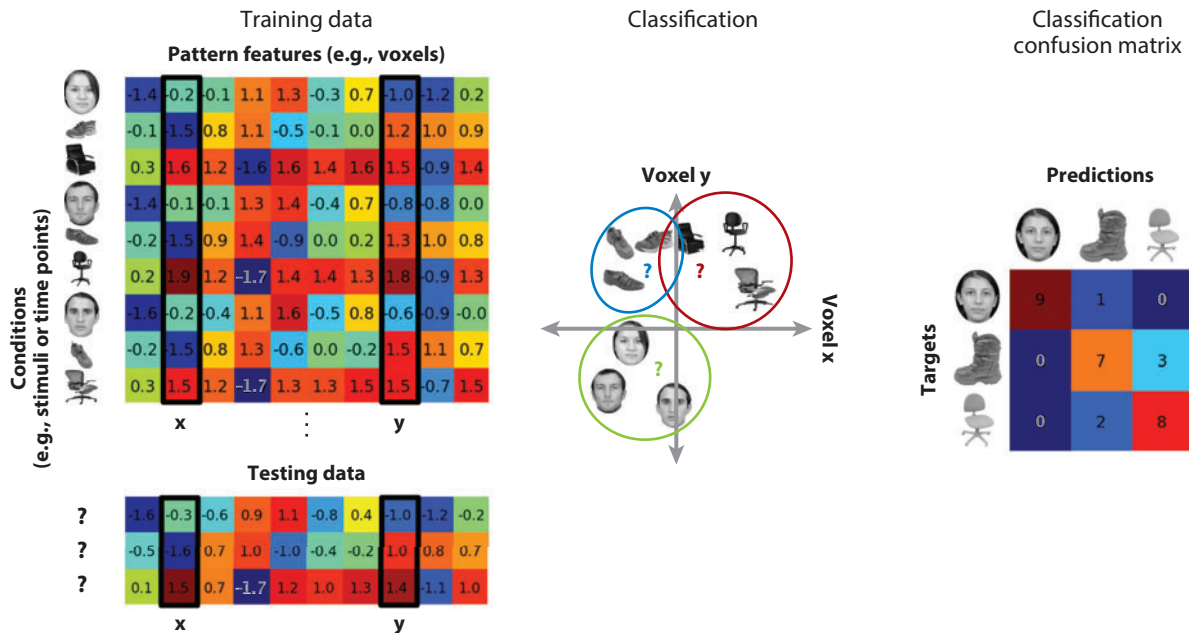 Training data
Classification
Classification
confusion matrix
Pattern features (e.g., voxels)
-1.4 -0.2 -0.1 1.1 1.3 -0.3 0.7 -1.0 -1.2 0.2
-0.1 -1.5 0.8 1.1 -0.5 -0.1 0.0 1.2 1.0 0.9
0.3 1.6 1.2 -1.6 1.6 1.4 1.6 1.5 -0.9 1.4
-1.4 -0.1 -0.1 1.3 1.4 -0.4 0.7 -0.8 -0.8 0.0
-0.2 -1.5 0.9 1.4 -0.9 0.0 0.2 1.3 1.0 0.8
0.2 1.9 1.2 -1.7 1.4 1.4 1.3 1.8 -0.9 1.3
-1.6 -0.2 -0.4 1.1 1.6 -0.5 0.8 -0.6 -0.9 -0.0
-0.2 -1.5 0.8 1.3 -0.6 0.0 -0.2 1.5 1.1 0.7
0.3 1.5 1.2 -1.7 1.3 1.3 1.5 1.5 -0.7 1.5
Conditions
(e.g., stimuli or time points)
x ⋮ y
Testing data
? -1.6 -0.3 -0.6 0.9 1.1 -0.8 0.4 -1.0 -1.2 -0.2
? -0.5 -1.6 0.7 1.0 -1.0 -0.4 -0.2 1.0 0.8 0.7
? 0.1 1.5 0.7 -1.7 1.2 1.0 1.3 1.4 -1.1 1.0
x y
Voxel y
? ?
Voxel x
?
Predictions
Targets
9 1 0
0 7 3
0 2 8